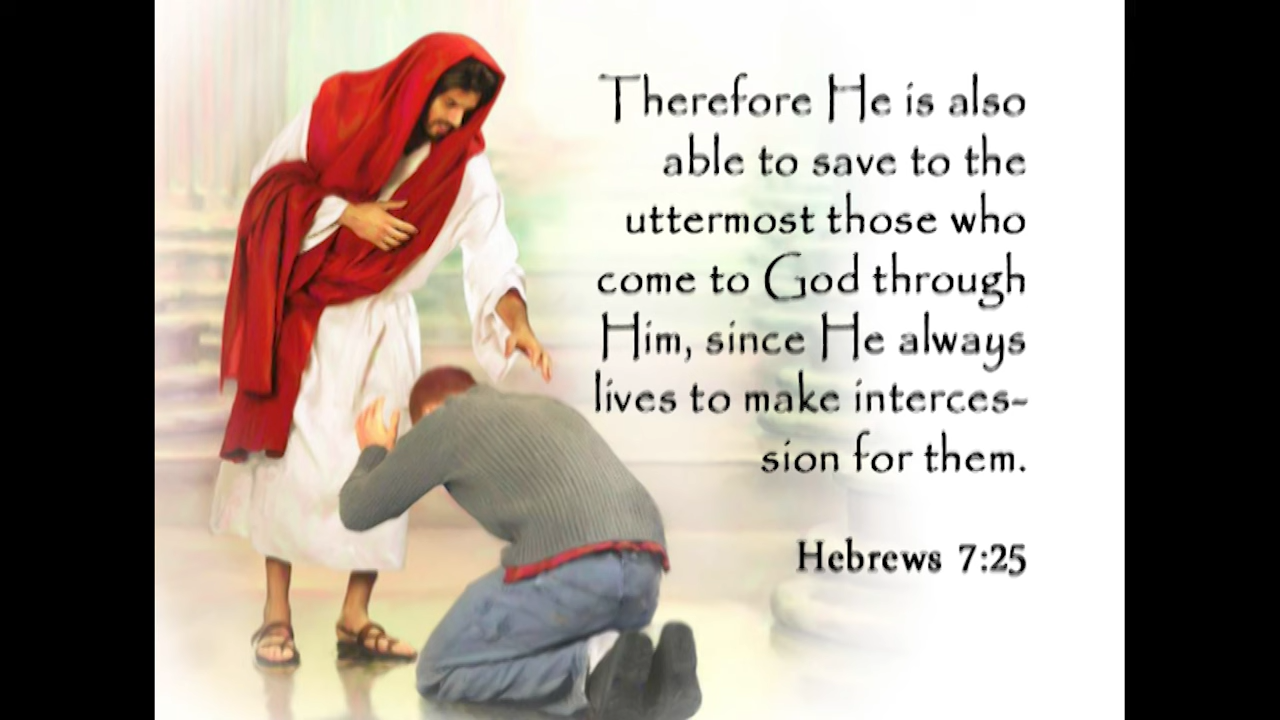 Therefore He is also
able to save to the
uttermost those who
come to God through
Him, since He always
lives to make interces-
sion for them.
Hebrews 7:25